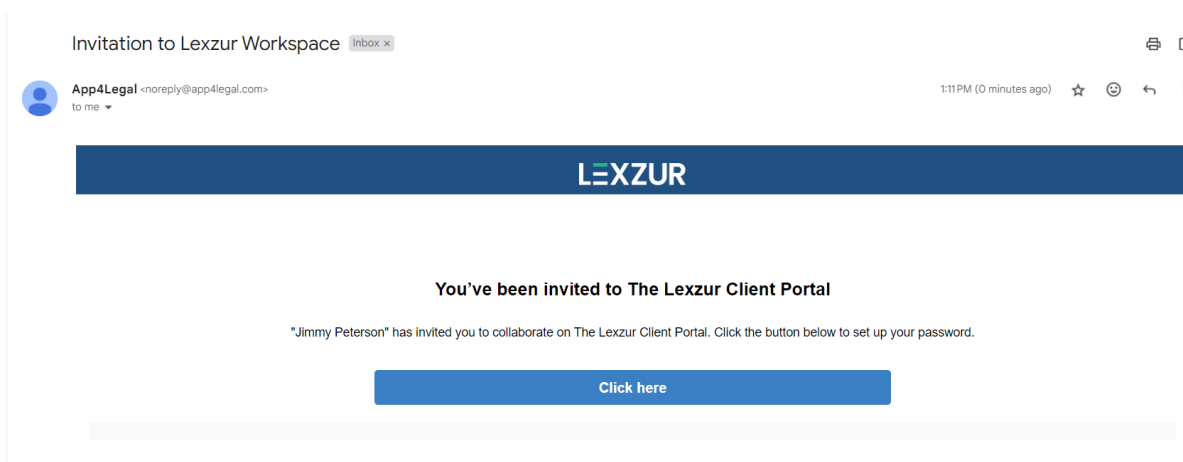 Invitation to Lexzur Workspace Inbox ×
App4Legal <noreply@app4legal.com> 1:11 PM (0 minutes ago)
to me
LEXZUR
You've been invited to The Lexzur Client Portal
"Jimmy Peterson" has invited you to collaborate on The Lexzur Client Portal. Click the button below to set up your password.
Click here